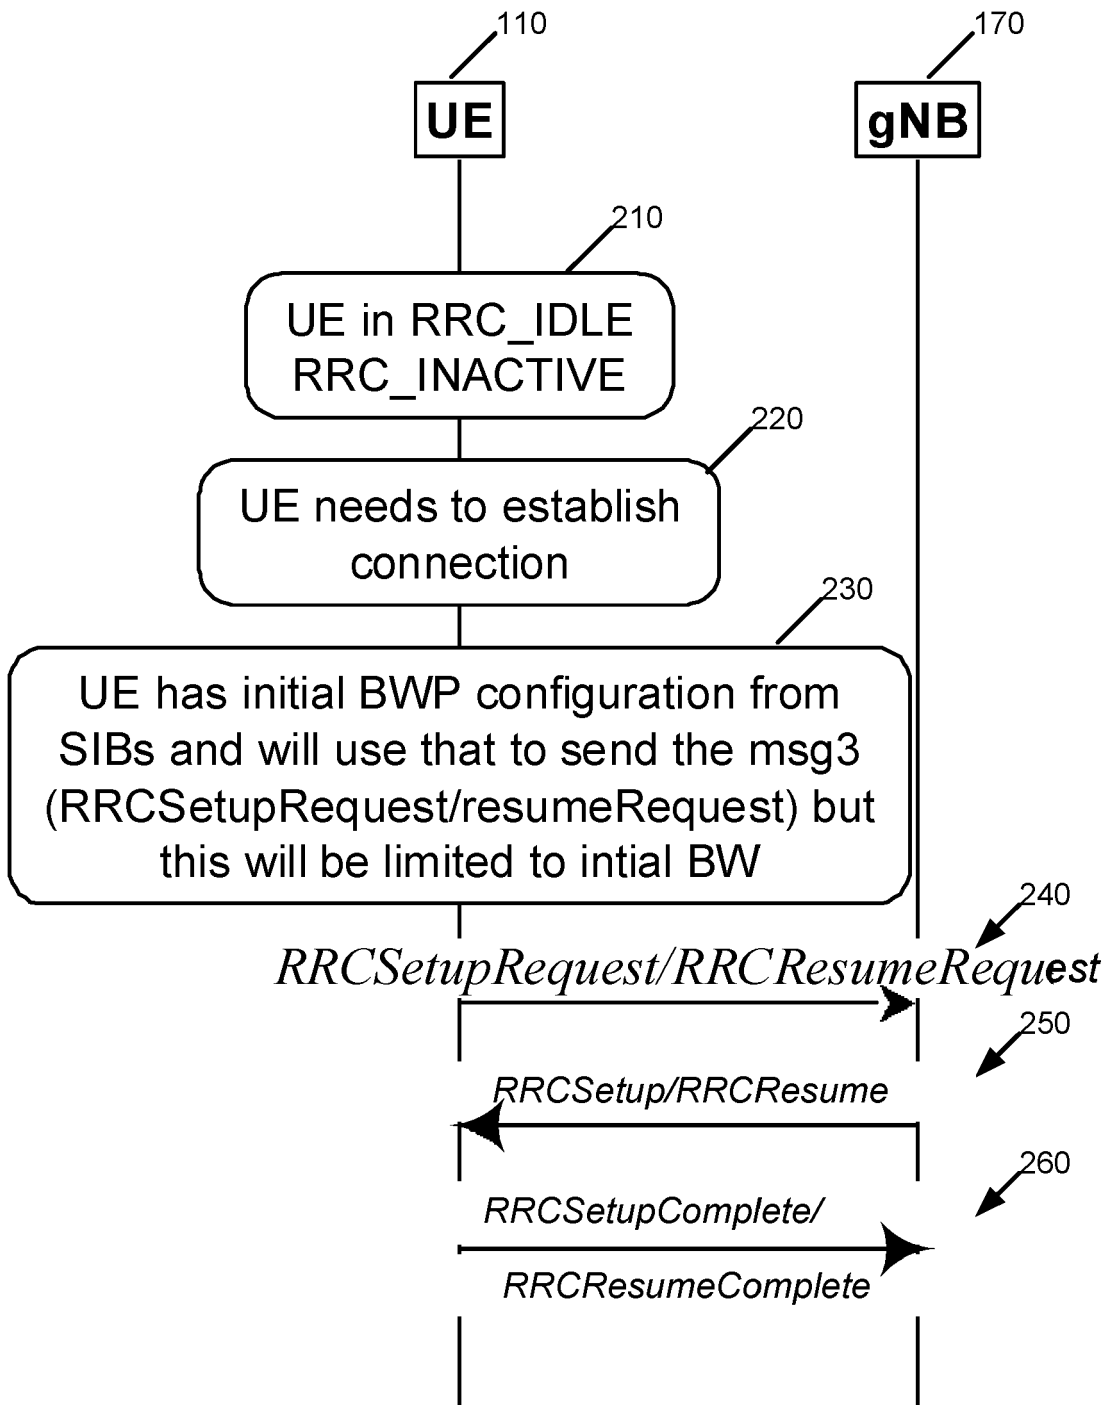 110
170
UE
gNB
210
UE in RRC_IDLE
RRC_INACTIVE
220
UE needs to establish
connection
230
UE has initial BWP configuration from
SIBs and will use that to send the msg3
(RRCSetupRequest/resumeRequest) but
this will be limited to intial BW
240
RRCSetupRequest/RRCResumeRequest
250
RRCSetup/RRCResume
260
RRCSetupComplete/
RRCResumeComplete